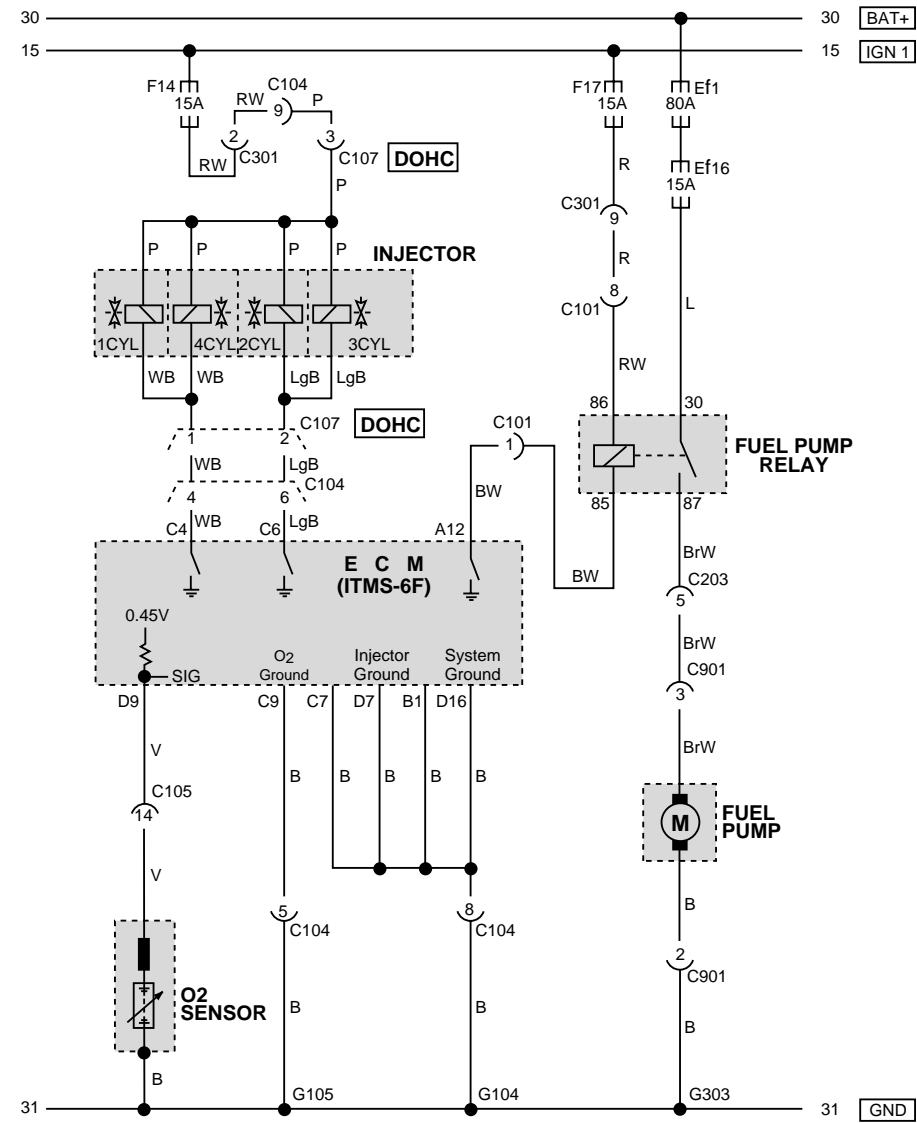 30 30 BAT+
15 15 IGN 1
F14 15A
RW C104 9 P
2 C301
RW
3 C107 DOHC
P
F17 15A
Ef1 80A
R
Ef16 15A
C301 9
R
8 C101
L
RW
P P P P
INJECTOR
1CYL 4CYL 2CYL 3CYL
WB WB LgB LgB
C107 DOHC
1 2
WB LgB
C104
4 6
WB LgB
C4 C6 A12
C101
1
BW
BW
86 30
FUEL PUMP
RELAY
85 87
BrW
C203
5
BrW
C901
3
BrW
E C M
(ITMS-6F)
0.45V
SIG
O2
Ground
Injector
Ground
System
Ground
D9 C9 C7 D7 B1 D16
V B B B B B
C105
14
V
M
FUEL
PUMP
B
2
C901
B
5
C104
8
C104
O2
SENSOR
B B
B
G105 G104 G303
31 31 GND